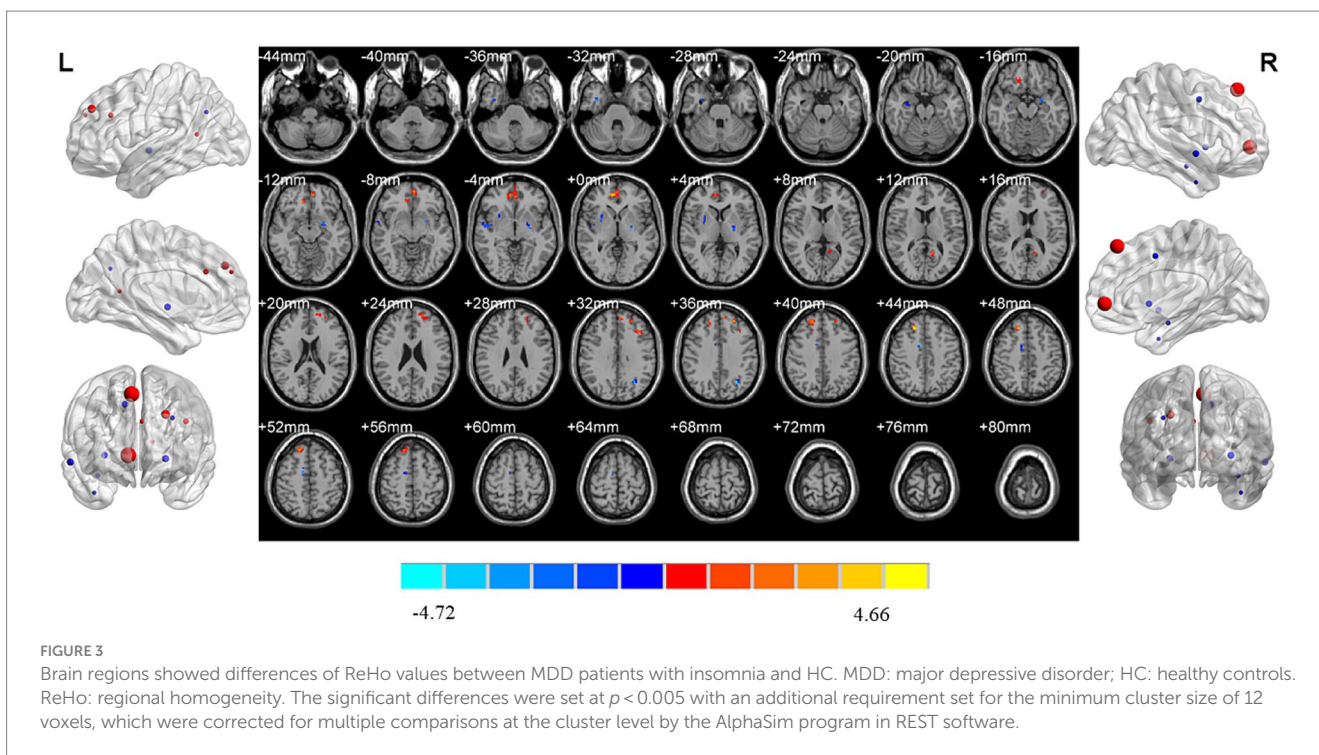 L
R
-44mm -40mm -36mm -32mm -28mm -24mm -20mm -16mm
-12mm -8mm -4mm +0mm +4mm +8mm +12mm +16mm
+20mm +24mm +28mm +32mm +36mm +40mm +44mm +48mm
+52mm +56mm +60mm +64mm +68mm +72mm +76mm +80mm
-4.72 4.66
FIGURE 3
Brain regions showed differences of ReHo values between MDD patients with insomnia and HC. MDD: major depressive disorder; HC: healthy controls.
ReHo: regional homogeneity. The significant differences were set at p < 0.005 with an additional requirement set for the minimum cluster size of 12
voxels, which were corrected for multiple comparisons at the cluster level by the AlphaSim program in REST software.